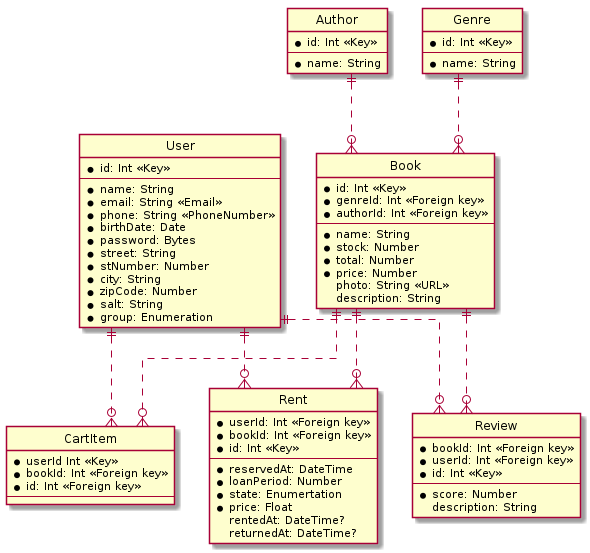 Author
id: Int «Key»
name: String
Genre
id: Int «Key»
name: String
User
id: Int «Key»
name: String
email: String «Email»
phone: String «PhoneNumber»
birthDate: Date
password: Bytes
street: String
stNumber: Number
city: String
zipCode: Number
salt: String
group: Enumeration
Book
id: Int «Key»
genreId: Int «Foreign key»
authorId: Int «Foreign key»
name: String
stock: Number
total: Number
price: Number
photo: String «URL»
description: String
CartItem
userId Int «Key»
bookId: Int «Foreign key»
id: Int «Foreign key»
Rent
userId: Int «Foreign key»
bookId: Int «Foreign key»
id: Int «Key»
reservedAt: DateTime
loanPeriod: Number
state: Enumertation
price: Float
rentedAt: DateTime?
returnedAt: DateTime?
Review
bookId: Int «Foreign key»
userId: Int «Foreign key»
id: Int «Key»
score: Number
description: String